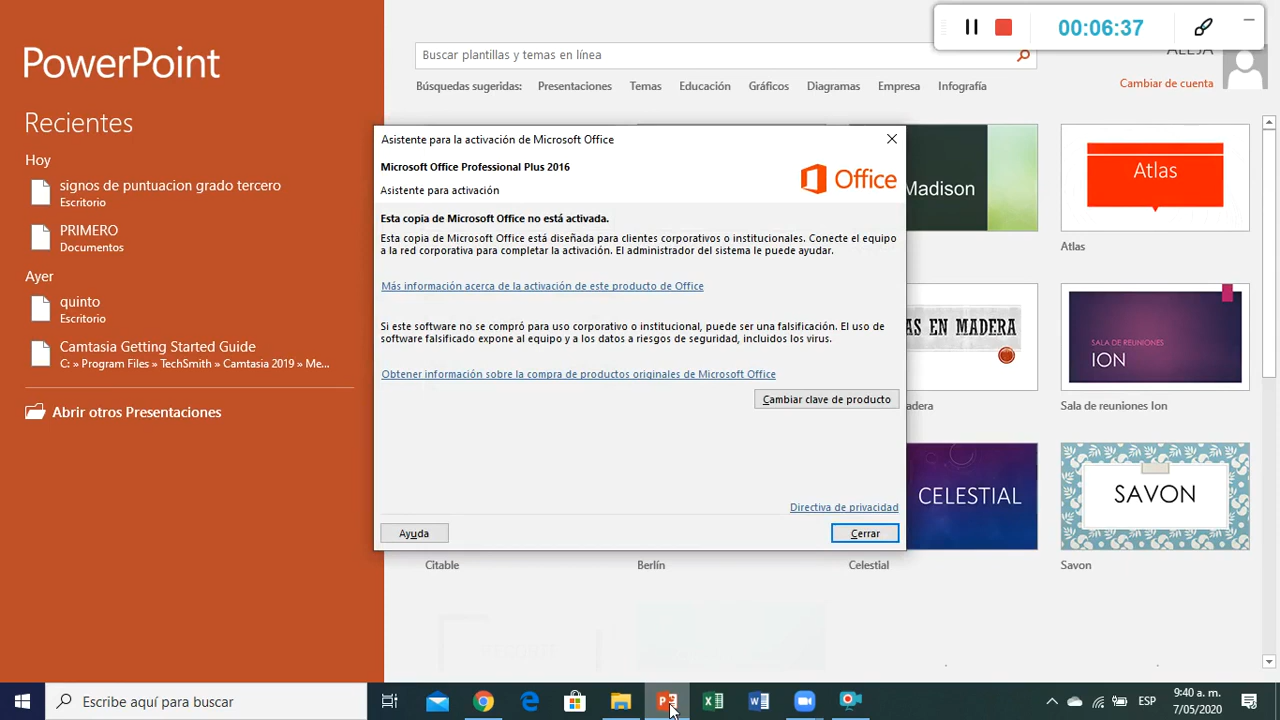 PowerPoint
Recientes
Hoy
signos de puntuacion grado tercero
Escritorio
PRIMERO
Documentos
Ayer
quinto
Escritorio
Camtasia Getting Started Guide
C: » Program Files » TechSmith » Camtasia 2019 » Me...
Abrir otros Presentaciones
00:06:37
Buscar plantillas y temas en línea
Cambiar de cuenta
Búsquedas sugeridas: Presentaciones Temas Educación Gráficos Diagramas Empresa Infografía
Asistente para la activación de Microsoft Office
Microsoft Office Professional Plus 2016
Asistente para activación
Office
Esta copia de Microsoft Office no está activada.
Esta copia de Microsoft Office está diseñada para clientes corporativos o institucionales. Conecte el equipo
a la red corporativa para completar la activación. El administrador del sistema le puede ayudar.
Más información acerca de la activación de este producto de Office
Si este software no se compró para uso corporativo o institucional, puede ser una falsificación. El uso de
software falsificado expone al equipo y a los datos a riesgos de seguridad, incluidos los virus.
Obtener información sobre la compra de productos originales de Microsoft Office
Cambiar clave de producto
Directiva de privacidad
Ayuda
Cerrar
Madison
Atlas
Atlas
AS EN MADERA
SALA DE REUNIONES
ION
adera
Sala de reuniones Ion
CELESTIAL
SAVON
Citable
Berlín
Celestial
Savon
Escribe aquí para buscar
ESP
9:40 a. m.
7/05/2020